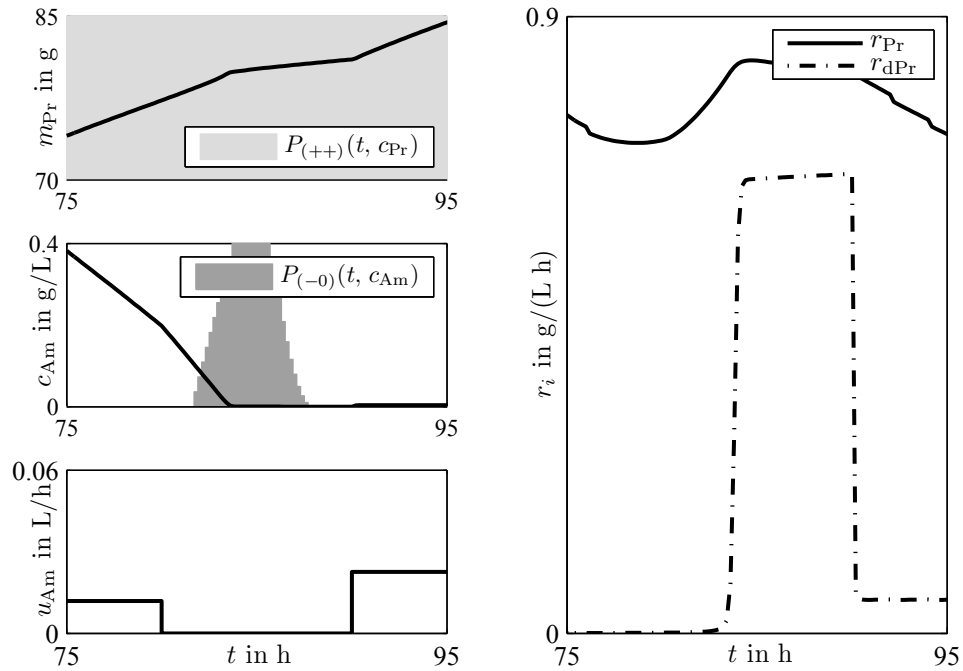 85
m_Pr in g
P_(++)(t, c_Pr)
70
75
95
0.4
c_Am in g/L
P_(−0)(t, c_Am)
0
75
95
0.06
u_Am in L/h
0
75
t in h
95
0.9
r_i in g/(L h)
r_Pr
r_dPr
0
75
t in h
95